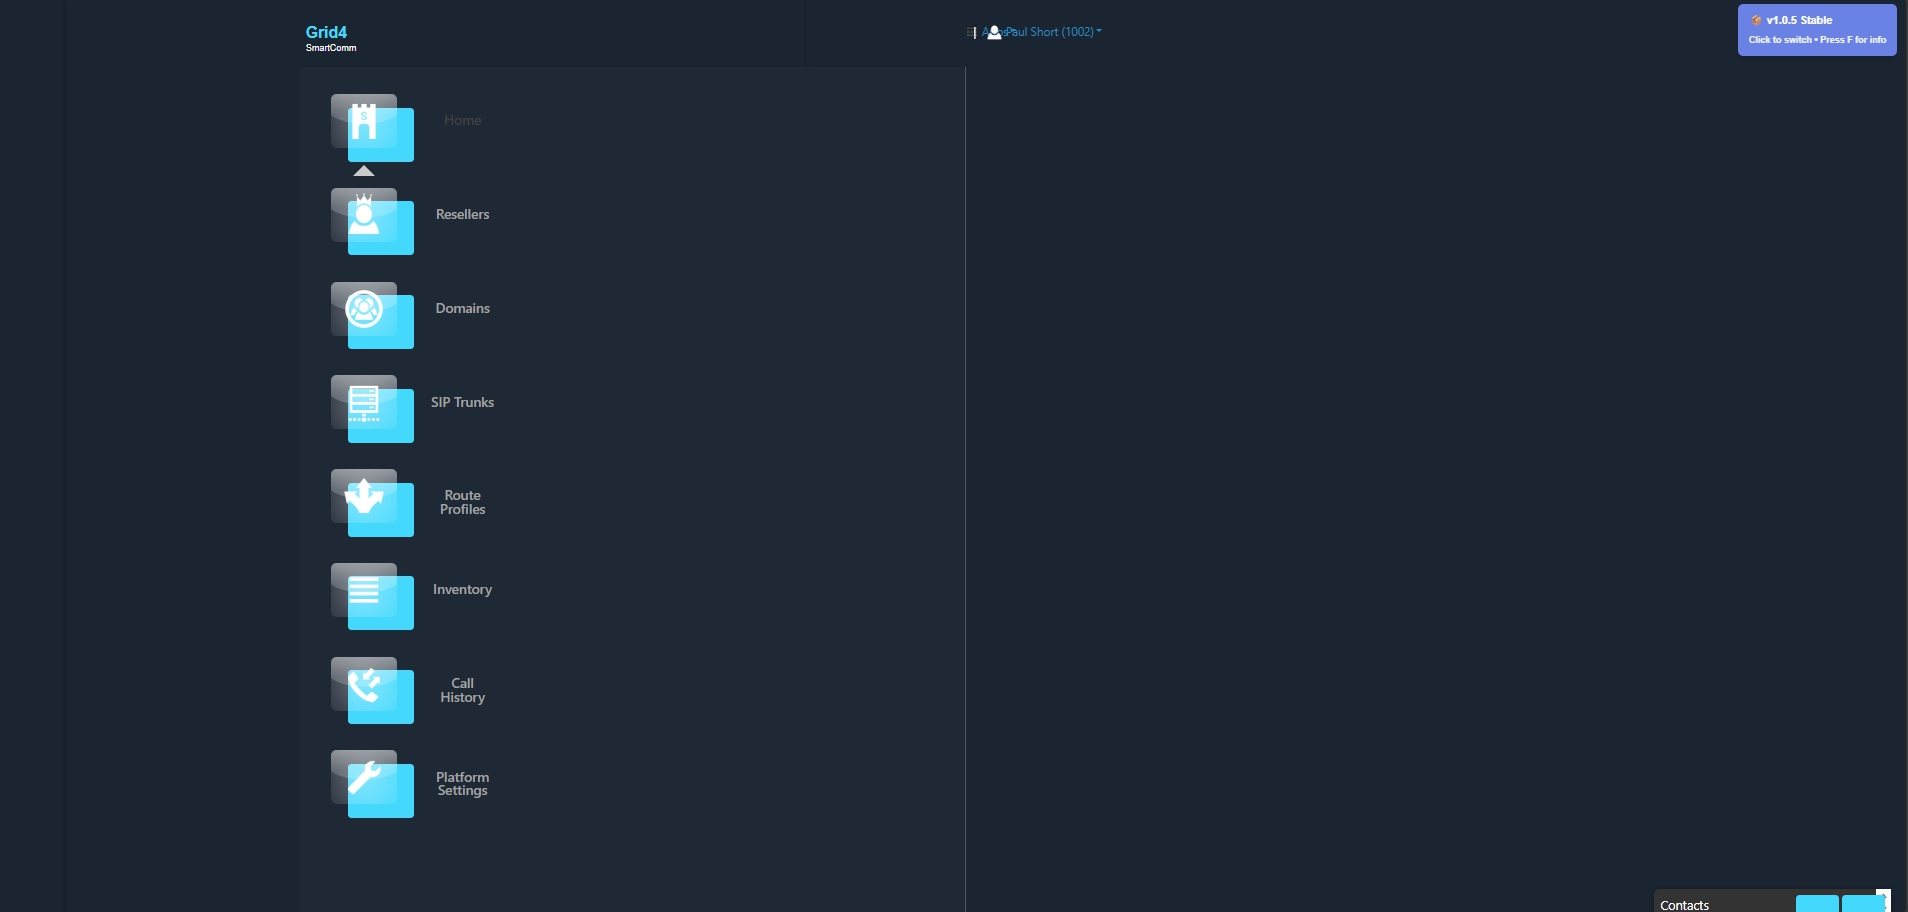 Grid4
SmartComm
Paul Short (1002)
v1.0.5 Stable
Click to switch • Press F for info
S
Home
Resellers
Domains
SIP Trunks
Route
Profiles
Inventory
Call
History
Platform
Settings
Contacts